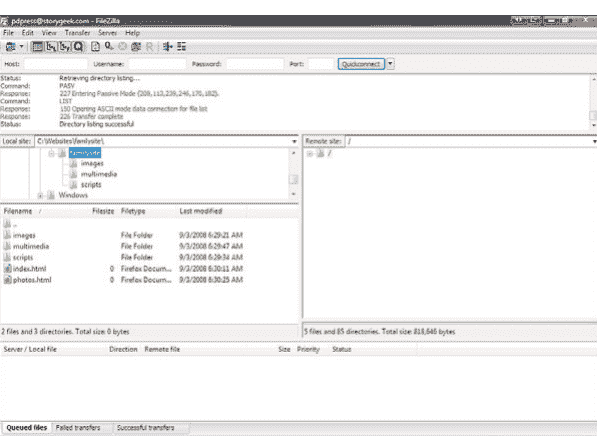 pdpress@storygeek.com - FileZilla
File Edit View Transfer Server Help
Host: Username: Password: Port: Quickconnect
Status: Retrieving directory listing...
Command: PASV
Response: 227 Entering Passive Mode (208,113,239,246,170,182).
Command: LIST
Response: 150 Opening ASCII mode data connection for file list
Response: 226 Transfer complete
Status: Directory listing successful
Local site: C:\Websites\familysite\ Remote site: /
familysite /
images
multimedia
scripts
Windows
Filename / Filesize Filetype Last modified
..
images File Folder 9/3/2008 6:29:21 AM
multimedia File Folder 9/3/2008 6:29:47 AM
scripts File Folder 9/3/2008 6:29:34 AM
index.html 0 Firefox Docum... 9/3/2008 6:30:11 AM
photos.html 0 Firefox Docum... 9/3/2008 6:30:25 AM
2 files and 3 directories. Total size: 0 bytes 5 files and 85 directories. Total size: 818,646 bytes
Server / Local file Direction Remote file Size Priority Status
Queued files Failed transfers Successful transfers